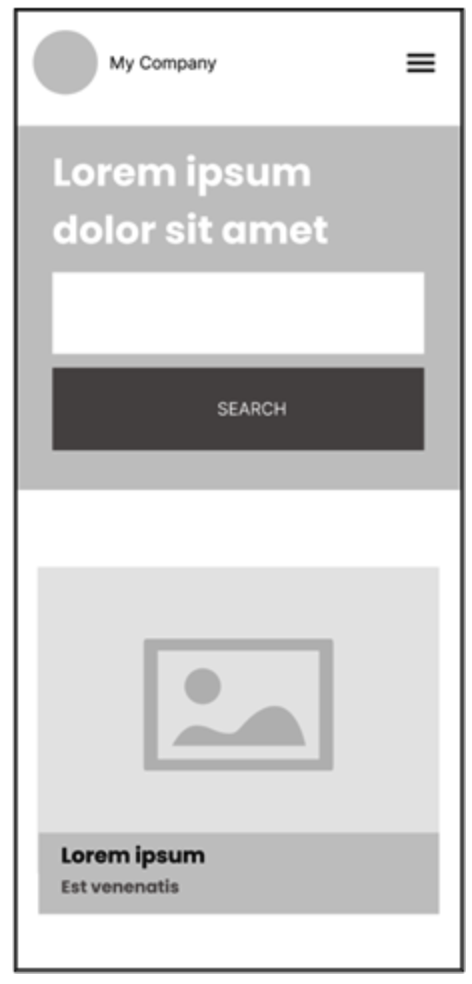 My Company
Lorem ipsum
dolor sit amet
SEARCH
Lorem ipsum
Est venenatis